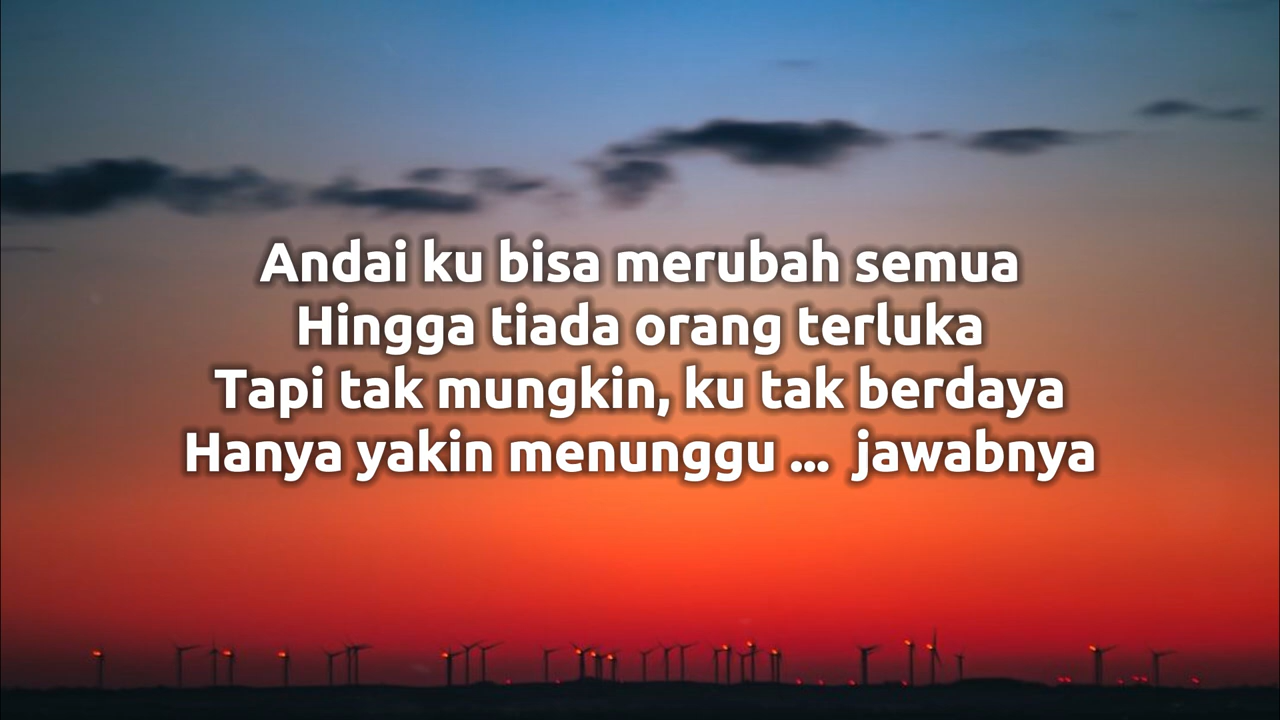 Andai ku bisa merubah semua
Hingga tiada orang terluka
Tapi tak mungkin, ku tak berdaya
Hanya yakin menunggu ... jawabnya